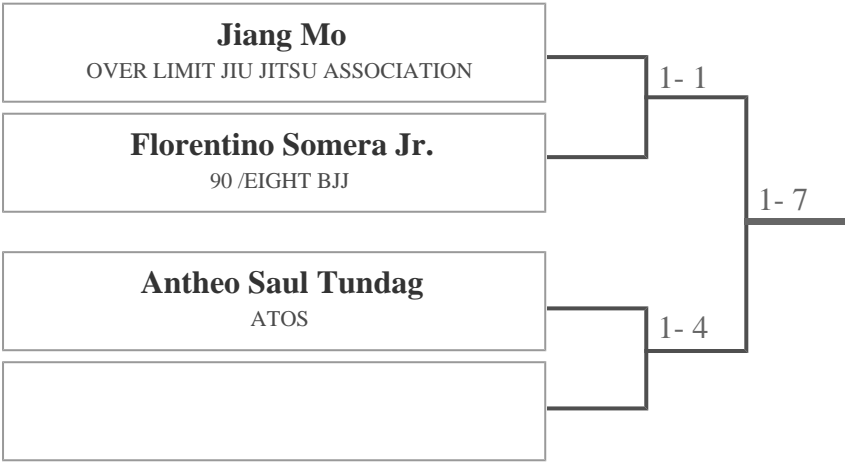 Jiang Mo
OVER LIMIT JIU JITSU ASSOCIATION
1- 1
Florentino Somera Jr.
90 /EIGHT BJJ
1- 7
Antheo Saul Tundag
ATOS
1- 4